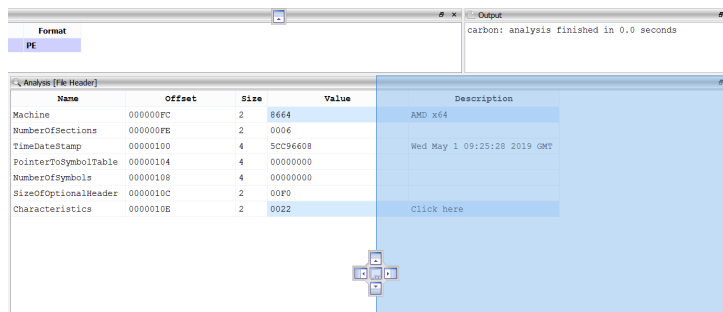 Output
Format
PE
carbon: analysis finished in 0.0 seconds
Analysis [File Header]
Name Offset Size Value Description
Machine 000000FC 2 8664 AMD x64
NumberOfSections 000000FE 2 0006
TimeDateStamp 00000100 4 5CC96608 Wed May 1 09:25:28 2019 GMT
PointerToSymbolTable 00000104 4 00000000
NumberOfSymbols 00000108 4 00000000
SizeOfOptionalHeader 0000010C 2 00F0
Characteristics 0000010E 2 0022 Click here